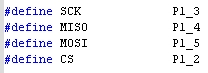 #define SCK P1_3
#define MISO P1_4
#define MOSI P1_5
#define CS P1_2